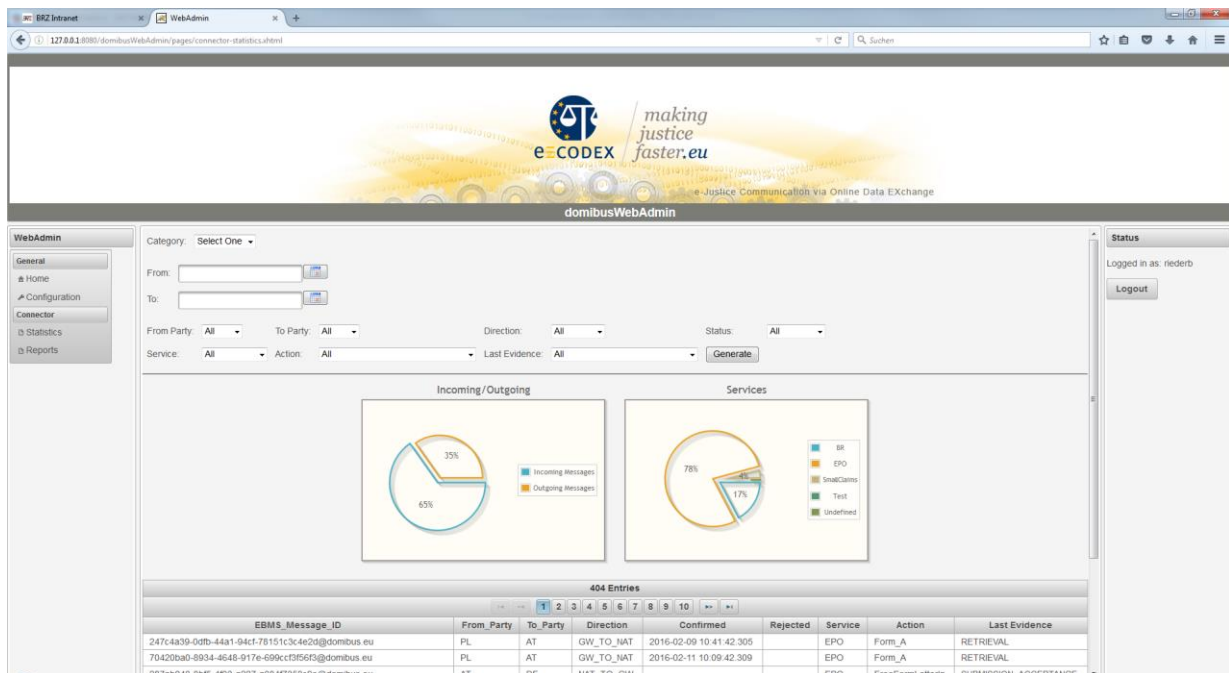 BRZ Intranet
WebAdmin
127.0.0.1:8080/domibusWebAdmin/pages/connector-statistics.xhtml
Suchen
e-CODEX
making
justice
faster.eu
e-Justice Communication via Online Data EXchange
domibusWebAdmin
WebAdmin
General
Home
Configuration
Connector
Statistics
Reports
Category: Select One
From:
To:
From Party: All To Party: All Direction: All Status: All
Service: All Action: All Last Evidence: All Generate
Status
Logged in as: riederb
Logout
Incoming/Outgoing
35%
65%
Incoming Messages
Outgoing Messages
Services
78%
4%
17%
BR
EPO
SmallClaims
Test
Undefined
404 Entries
1 2 3 4 5 6 7 8 9 10
EBMS_Message_ID From_Party To_Party Direction Confirmed Rejected Service Action Last Evidence
247c4a39-0dfb-44a1-94cf-78151c3c4e2d@domibus.eu PL AT GW_TO_NAT 2016-02-09 10:41:42.305 EPO Form_A RETRIEVAL
70420ba0-8934-4648-917e-699ccf3f56f3@domibus.eu PL AT GW_TO_NAT 2016-02-11 10:09:42.309 EPO Form_A RETRIEVAL